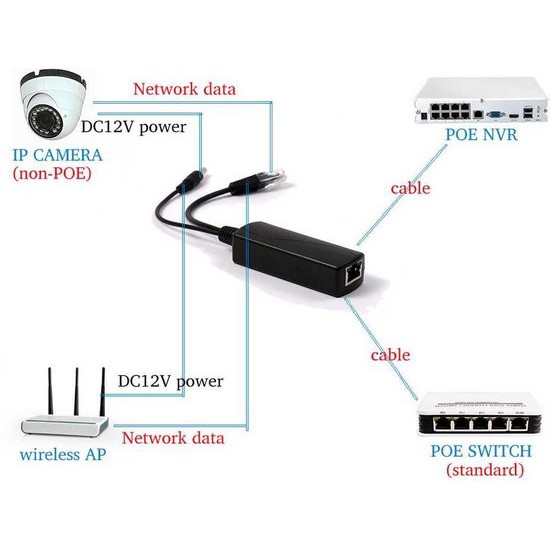 Network data
DC12V power
IP CAMERA
(non-POE)
POE NVR
cable
cable
DC12V power
Network data
wireless AP
POE SWITCH
(standard)